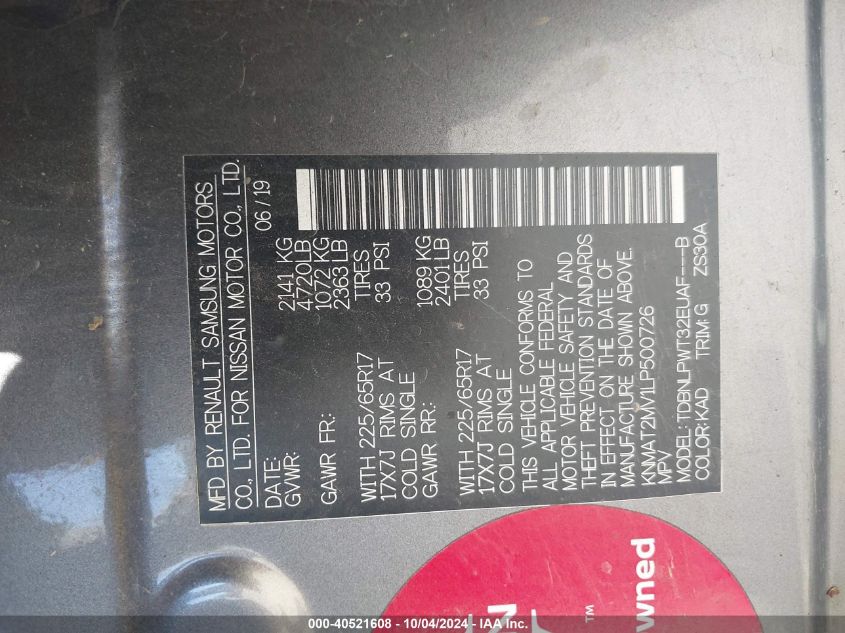 MFD BY RENAULT SAMSUNG MOTORS
CO., LTD. FOR NISSAN MOTOR CO., LTD.
DATE: 06 / 19
GVWR: 2141 KG
4720LB
GAWR FR.: 1072 KG
2363LB
WITH 225/65R17 TIRES
17X7J RIMS AT 33 PSI
COLD SINGLE
GAWR RR.: 1089 KG
2401LB
WITH 225/65R17 TIRES
17X7J RIMS AT 33 PSI
COLD SINGLE
THIS VEHICLE CONFORMS TO
ALL APPLICABLE FEDERAL
MOTOR VEHICLE SAFETY AND
THEFT PREVENTION STANDARDS
IN EFFECT ON THE DATE OF
MANUFACTURE SHOWN ABOVE.
KNMAT2MV1LP500726
MPV
MODEL: TDBNLPWT32EUAF---B
COLOR: KAD TRIM: G ZS30A
N
™
owned
000-40521608 - 10/04/2024 - IAA Inc.